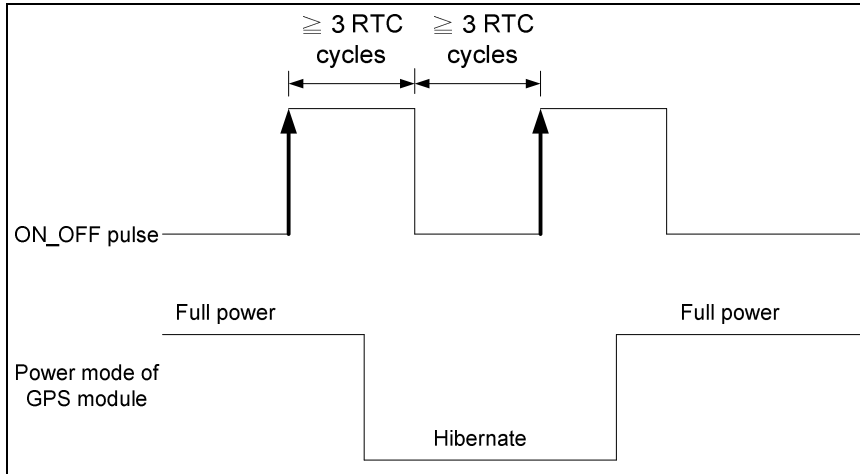 ≧ 3 RTC
cycles
≧ 3 RTC
cycles
ON_OFF pulse
Full power
Full power
Power mode of
GPS module
Hibernate